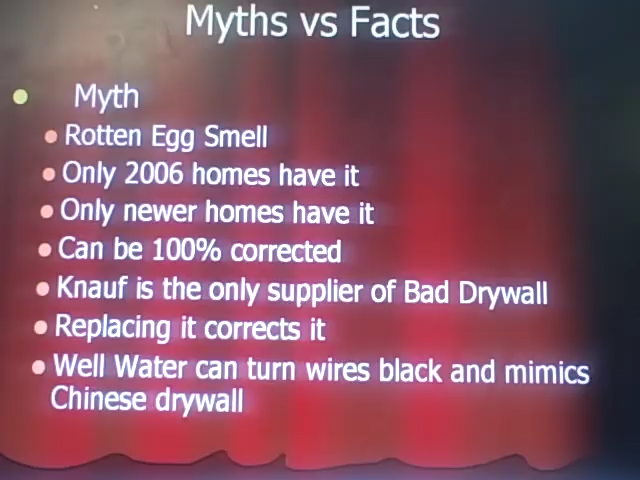 Myths vs Facts
Myth
Rotten Egg Smell
Only 2006 homes have it
Only newer homes have it
Can be 100% corrected
Knauf is the only supplier of Bad Drywall
Replacing it corrects it
Well Water can turn wires black and mimics
Chinese drywall